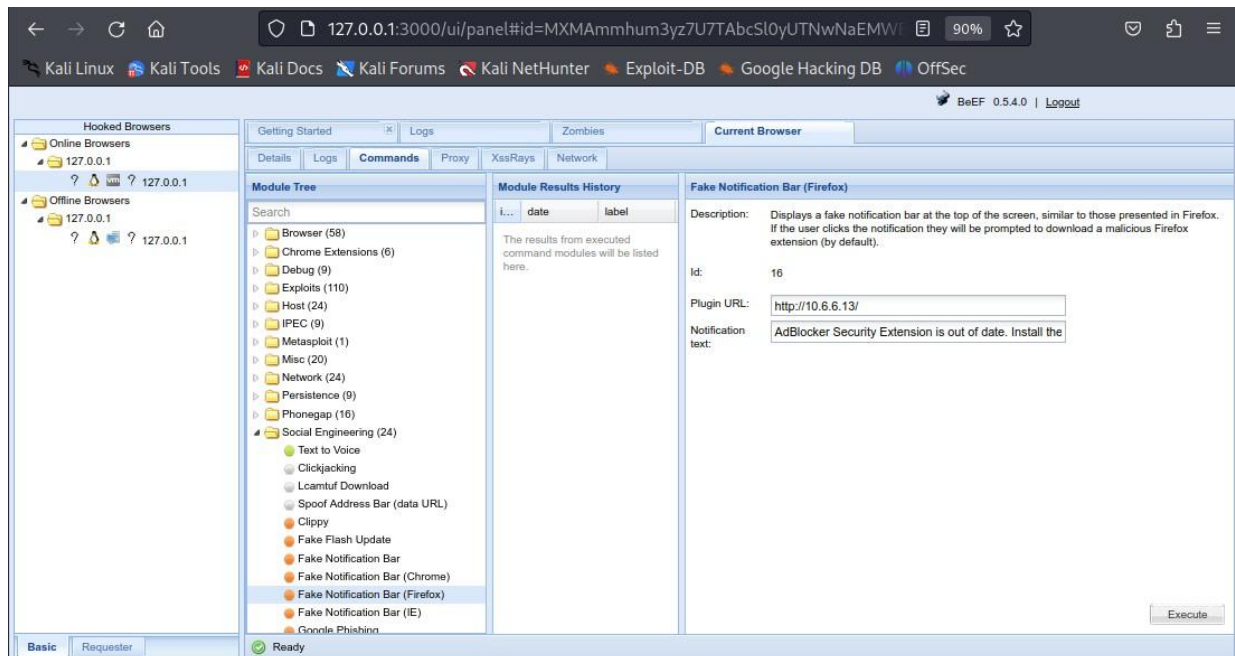 127.0.0.1:3000/ui/panel#id=MXMAmmhum3yz7U7TAbcSl0yUTNwNaEMW 90%
Kali Linux Kali Tools Kali Docs Kali Forums Kali NetHunter Exploit-DB Google Hacking DB OffSec
BeEF 0.5.4.0 | Logout
Hooked Browsers
Online Browsers
127.0.0.1
? ? 127.0.0.1
Offline Browsers
127.0.0.1
? ? 127.0.0.1
Basic Requester
Getting Started Logs Zombies Current Browser
Details Logs Commands Proxy XssRays Network
Module Tree
Search
Browser (58)
Chrome Extensions (6)
Debug (9)
Exploits (110)
Host (24)
IPEC (9)
Metasploit (1)
Misc (20)
Network (24)
Persistence (9)
Phonegap (16)
Social Engineering (24)
Text to Voice
Clickjacking
Lcamtuf Download
Spoof Address Bar (data URL)
Clippy
Fake Flash Update
Fake Notification Bar
Fake Notification Bar (Chrome)
Fake Notification Bar (Firefox)
Fake Notification Bar (IE)
Google Phishing
Ready
Module Results History
i... date label
The results from executed
command modules will be listed
here.
Fake Notification Bar (Firefox)
Description: Displays a fake notification bar at the top of the screen, similar to those presented in Firefox.
If the user clicks the notification they will be prompted to download a malicious Firefox
extension (by default).
Id: 16
Plugin URL: http://10.6.6.13/
Notification text: AdBlocker Security Extension is out of date. Install the
Execute